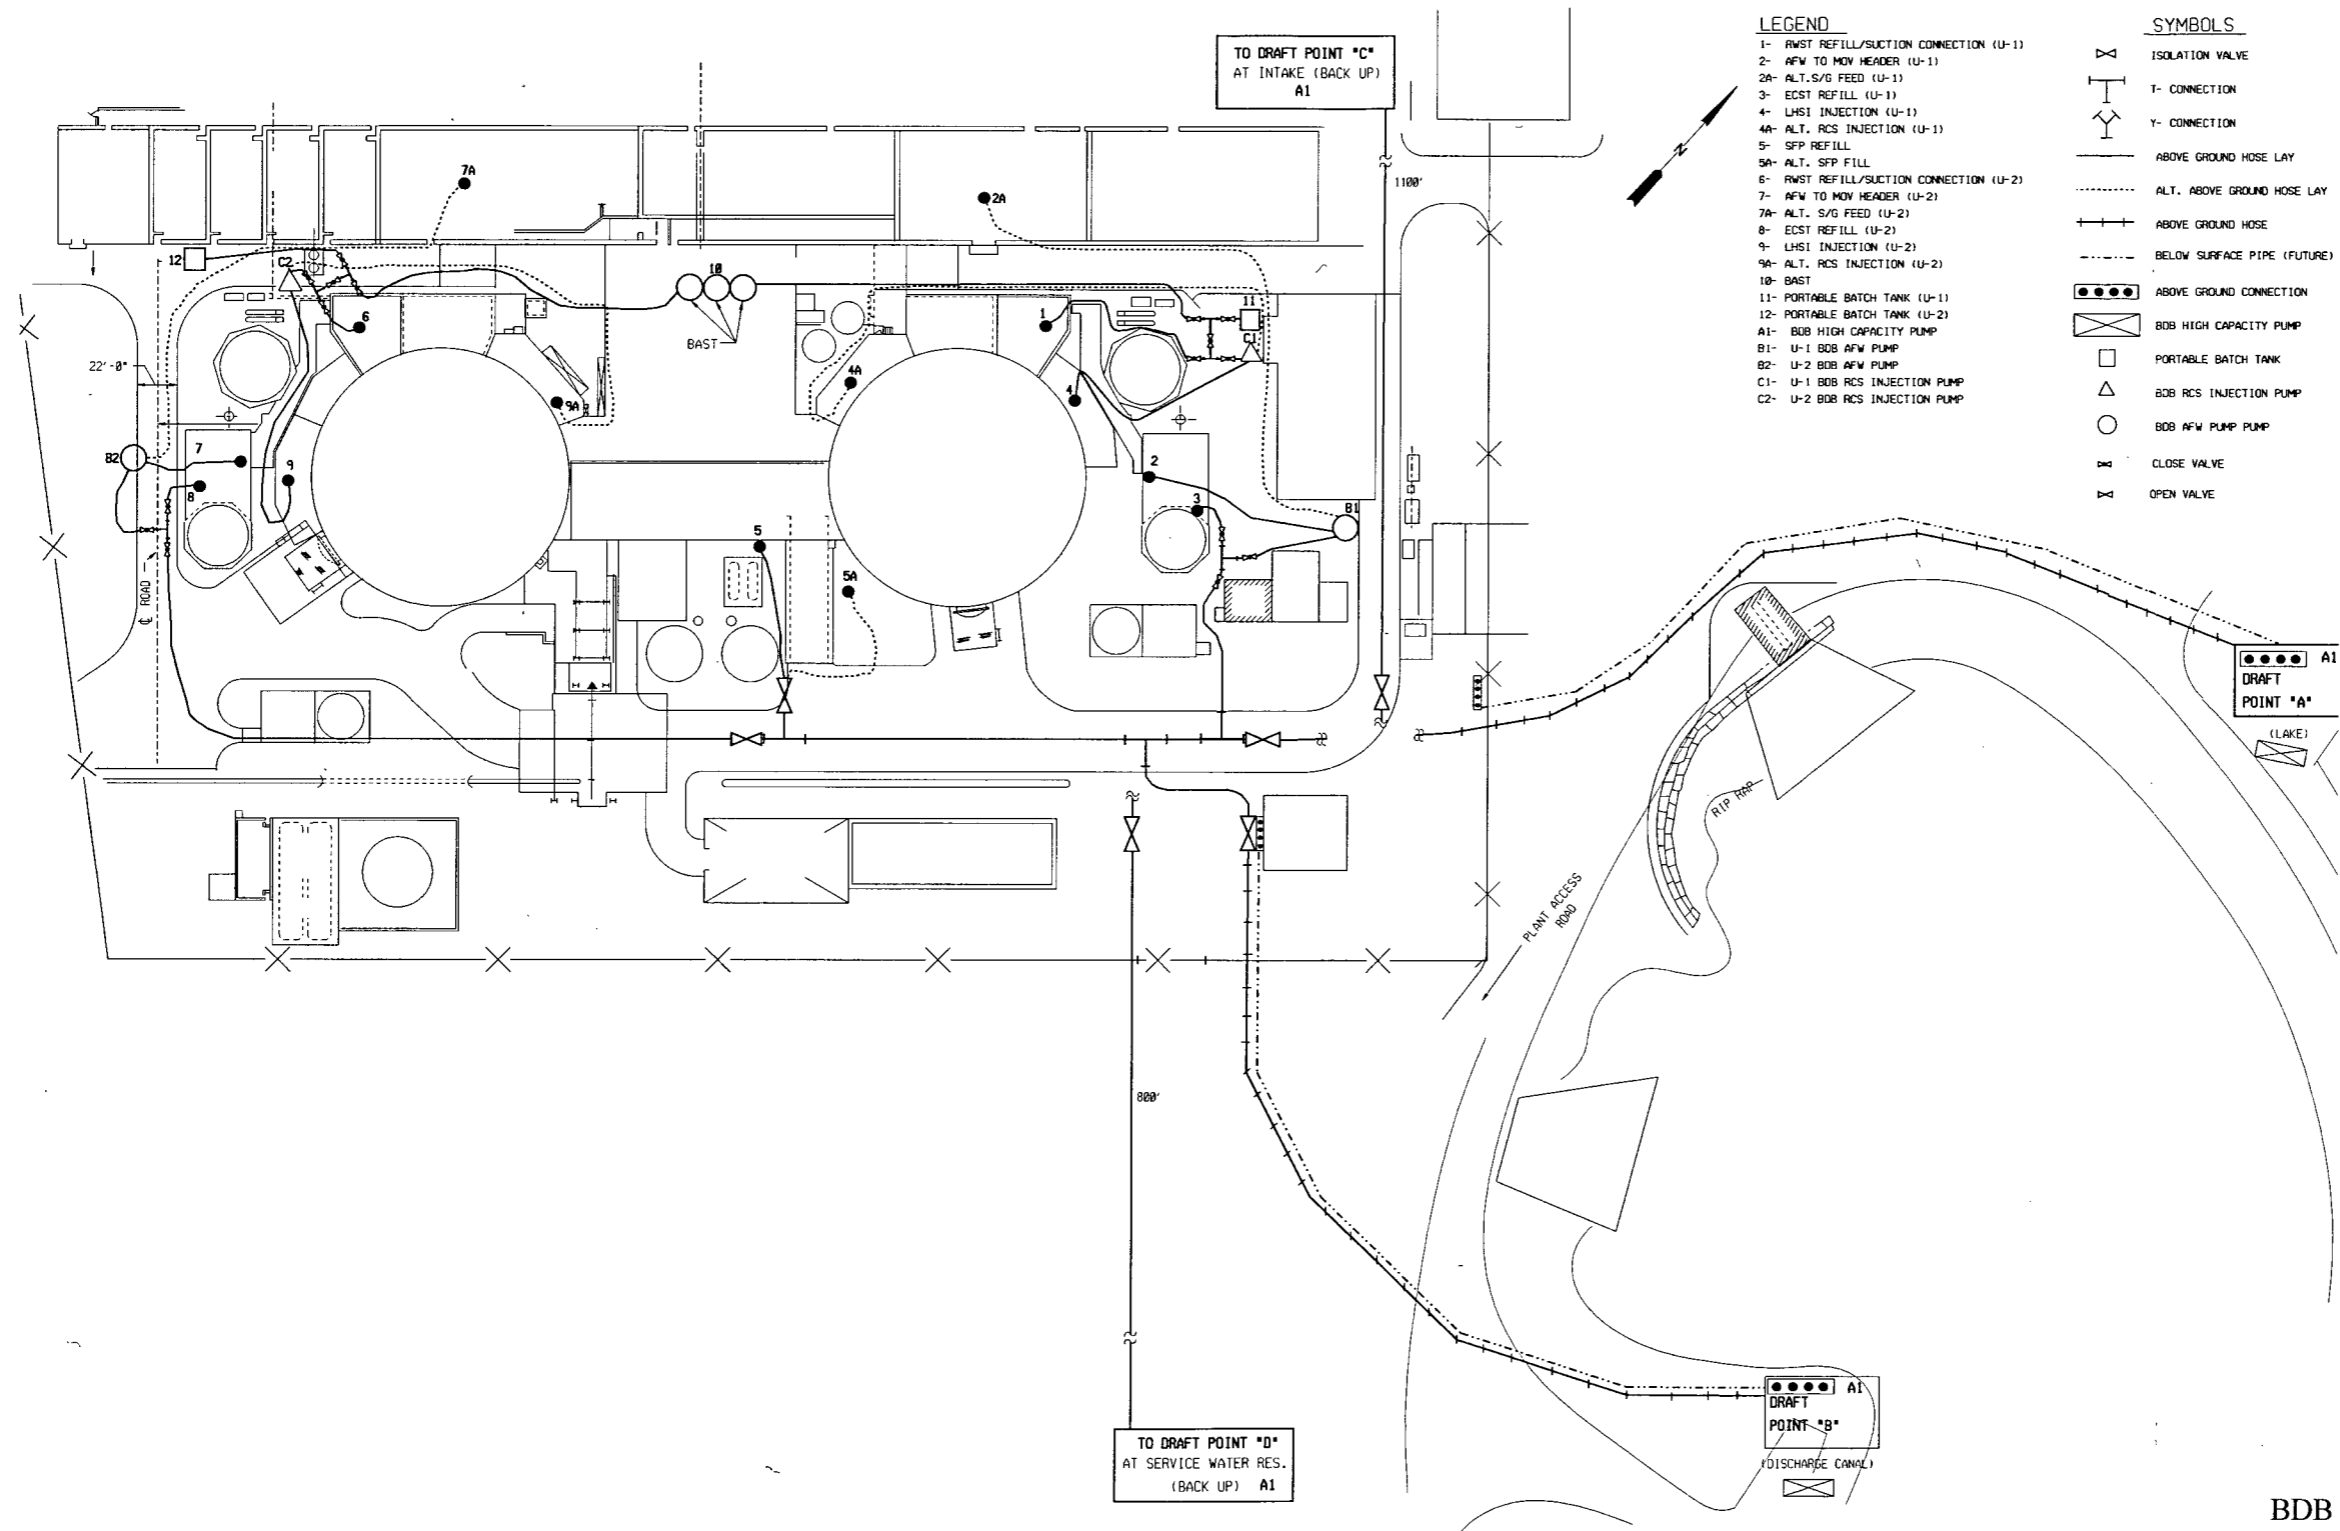 TO DRAFT POINT "C"
AT INTAKE (BACK UP)
A1
1100'
N
LEGEND
1- RWST REFILL/SUCTION CONNECTION (U-1)
2- AFW TO MOV HEADER (U-1)
2A- ALT.S/G FEED (U-1)
3- ECST REFILL (U-1)
4- LHSI INJECTION (U-1)
4A- ALT. RCS INJECTION (U-1)
5- SFP REFILL
5A- ALT. SFP FILL
6- RWST REFILL/SUCTION CONNECTION (U-2)
7- AFW TO MOV HEADER (U-2)
7A- ALT. S/G FEED (U-2)
8- ECST REFILL (U-2)
9- LHSI INJECTION (U-2)
9A- ALT. RCS INJECTION (U-2)
10- BAST
11- PORTABLE BATCH TANK (U-1)
12- PORTABLE BATCH TANK (U-2)
A1- BDB HIGH CAPACITY PUMP
B1- U-1 BDB AFW PUMP
B2- U-2 BDB AFW PUMP
C1- U-1 BDB RCS INJECTION PUMP
C2- U-2 BDB RCS INJECTION PUMP
SYMBOLS
ISOLATION VALVE
T- CONNECTION
Y- CONNECTION
ABOVE GROUND HOSE LAY
ALT. ABOVE GROUND HOSE LAY
ABOVE GROUND HOSE
BELOW SURFACE PIPE (FUTURE)
ABOVE GROUND CONNECTION
BDB HIGH CAPACITY PUMP
PORTABLE BATCH TANK
BDB RCS INJECTION PUMP
BDB AFW PUMP PUMP
CLOSE VALVE
OPEN VALVE
7A
2A
12
C2
10
11
6
1
C1
BAST
22'-0"
4A
4
9A
B2
7
9
2
8
3
B1
5
5A
℄ ROAD
A1
DRAFT
POINT "A"
(LAKE)
RIP RAP
PLANT ACCESS
ROAD
800'
A1
DRAFT
POINT "B"
(DISCHARGE CANAL)
TO DRAFT POINT "D"
AT SERVICE WATER RES.
(BACK UP) A1
BDB